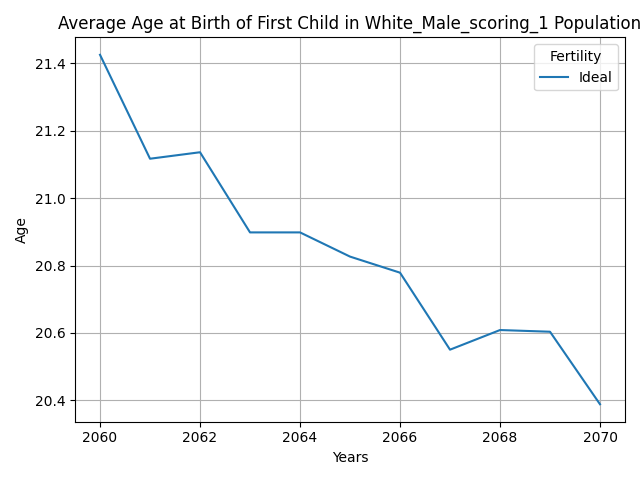 Average Age at Birth of First Child in White_Male_scoring_1 Population
Fertility
Ideal
Age
21.4
21.2
21.0
20.8
20.6
20.4
2060 2062 2064 2066 2068 2070
Years